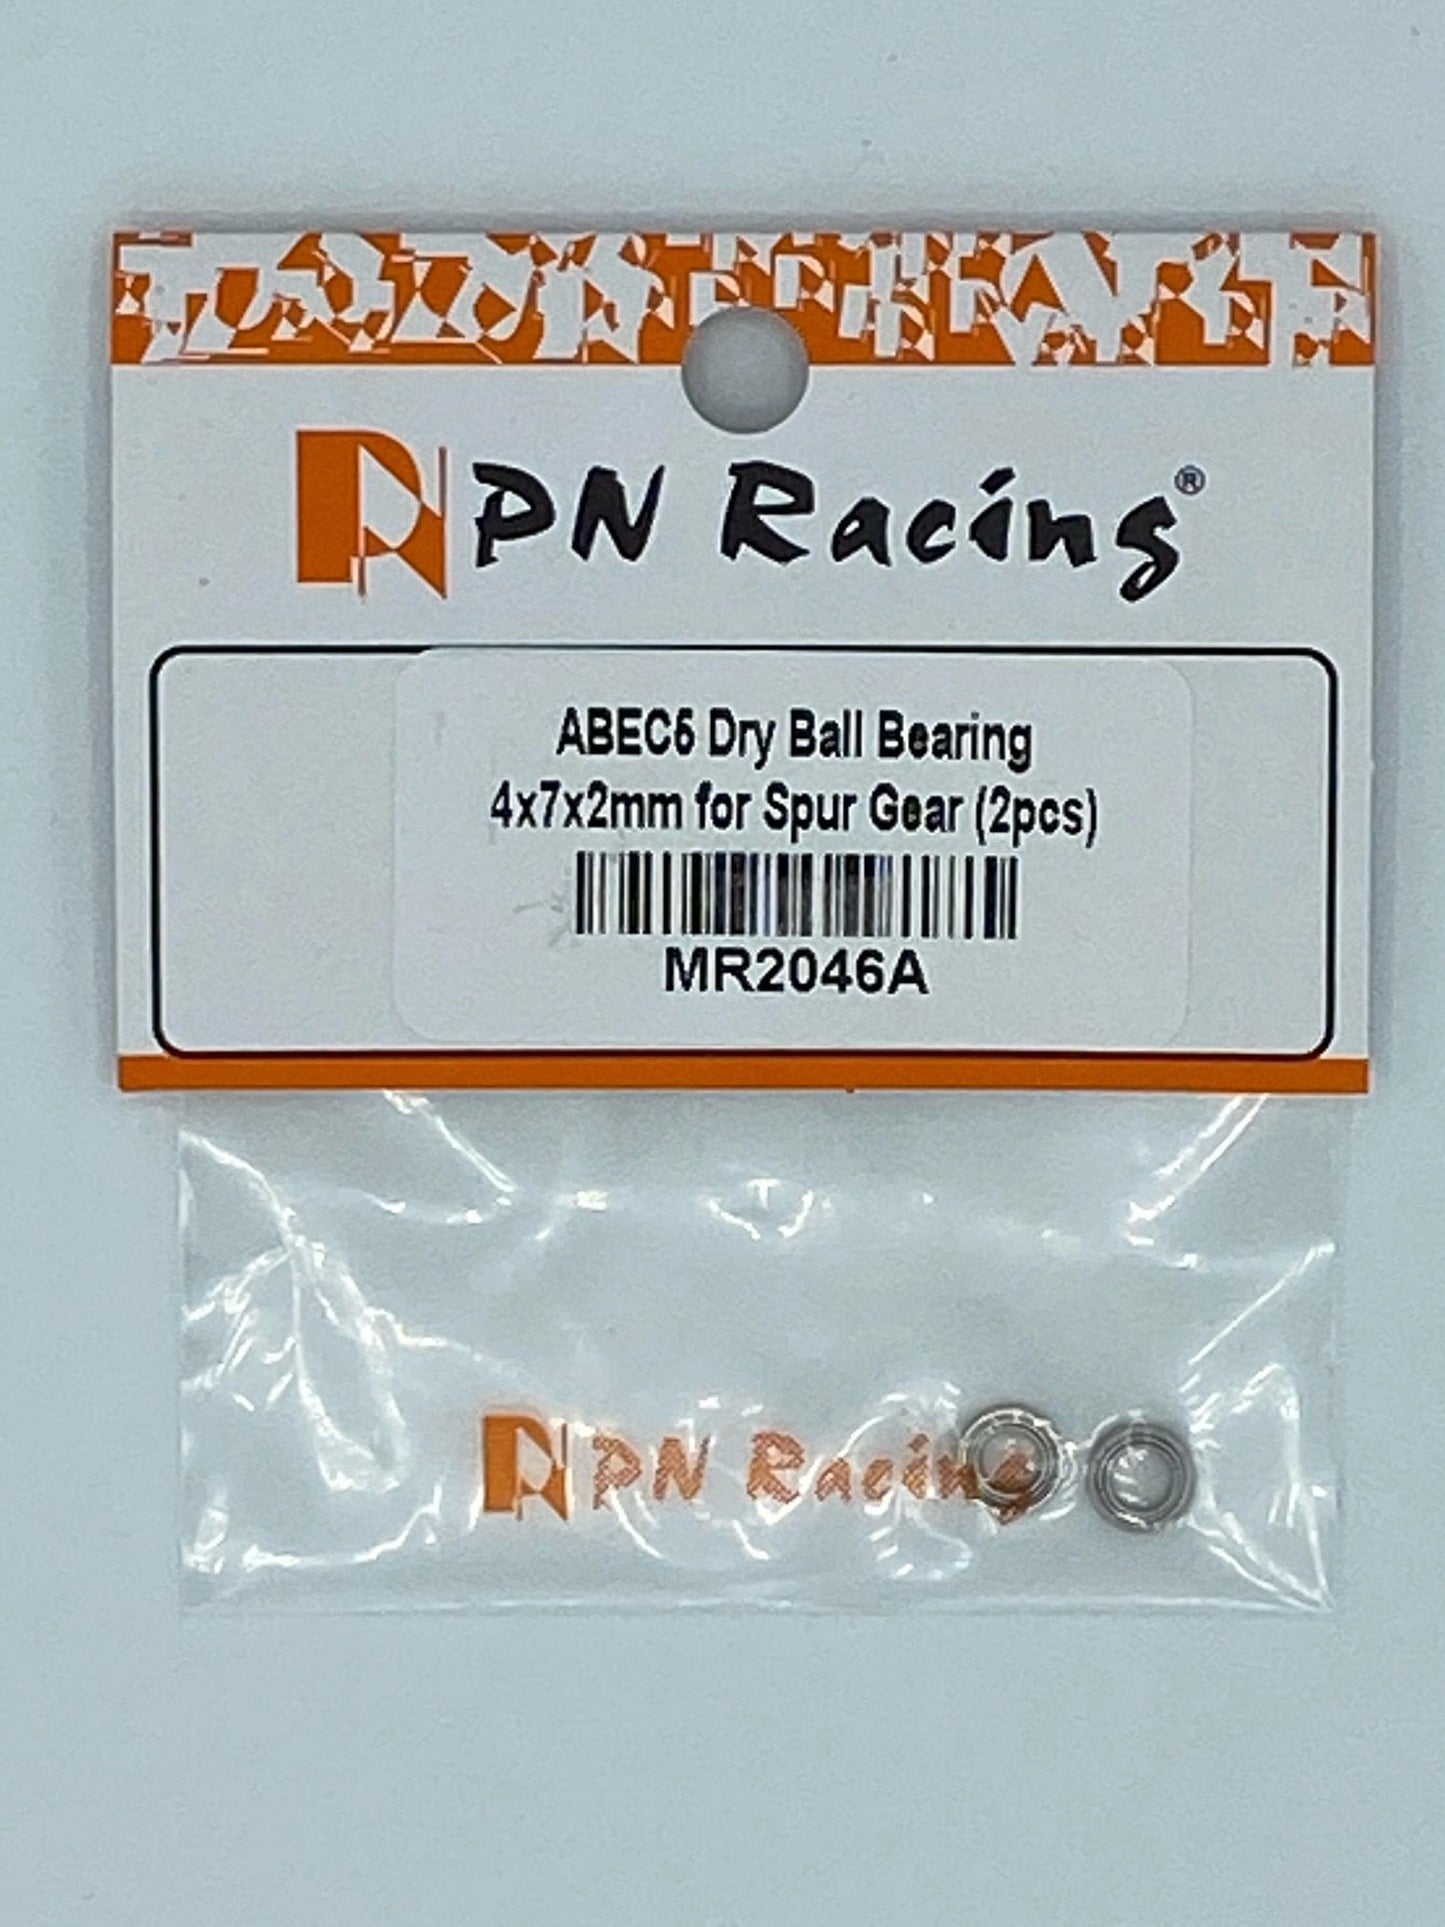 PN Racing®
ABEC5 Dry Ball Bearing
4x7x2mm for Spur Gear (2pcs)
MR2046A
PN Racing